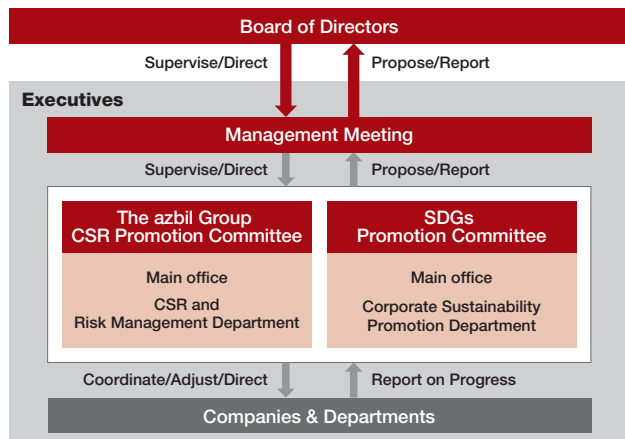 Board of Directors
Supervise/Direct
Propose/Report
Executives
Management Meeting
Supervise/Direct
Propose/Report
The azbil Group
CSR Promotion Committee
Main office
CSR and
Risk Management Department
SDGs
Promotion Committee
Main office
Corporate Sustainability
Promotion Department
Coordinate/Adjust/Direct
Report on Progress
Companies & Departments